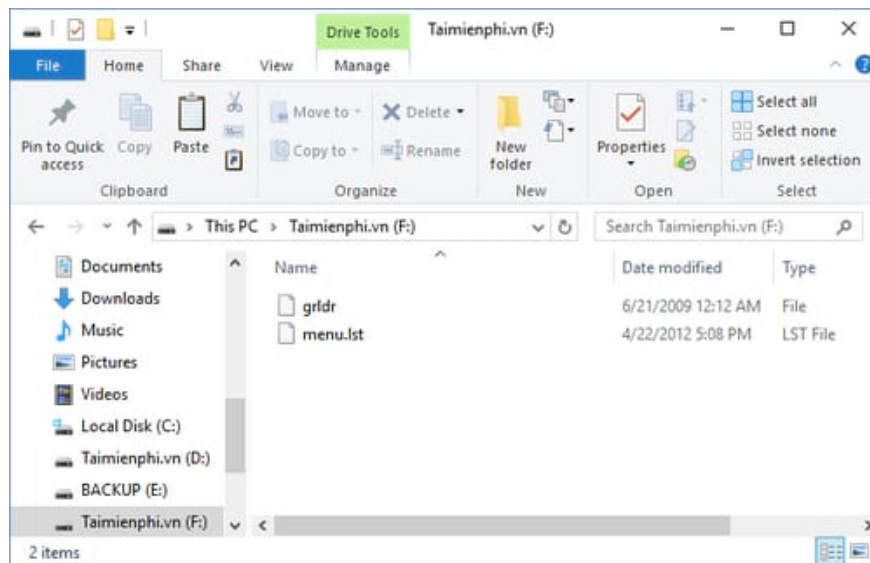 Drive Tools
Taimienphi.vn (F:)
File Home Share View Manage
Pin to Quick access
Copy
Paste
Clipboard
Move to
Copy to
Delete
Rename
Organize
New folder
New
Properties
Open
Select all
Select none
Invert selection
Select
This PC > Taimienphi.vn (F:)
Search Taimienphi.vn (F:)
Name Date modified Type
grldr 6/21/2009 12:12 AM File
menu.lst 4/22/2012 5:08 PM LST File
Documents
Downloads
Music
Pictures
Videos
Local Disk (C:)
Taimienphi.vn (D:)
BACKUP (E:)
Taimienphi.vn (F:)
2 items